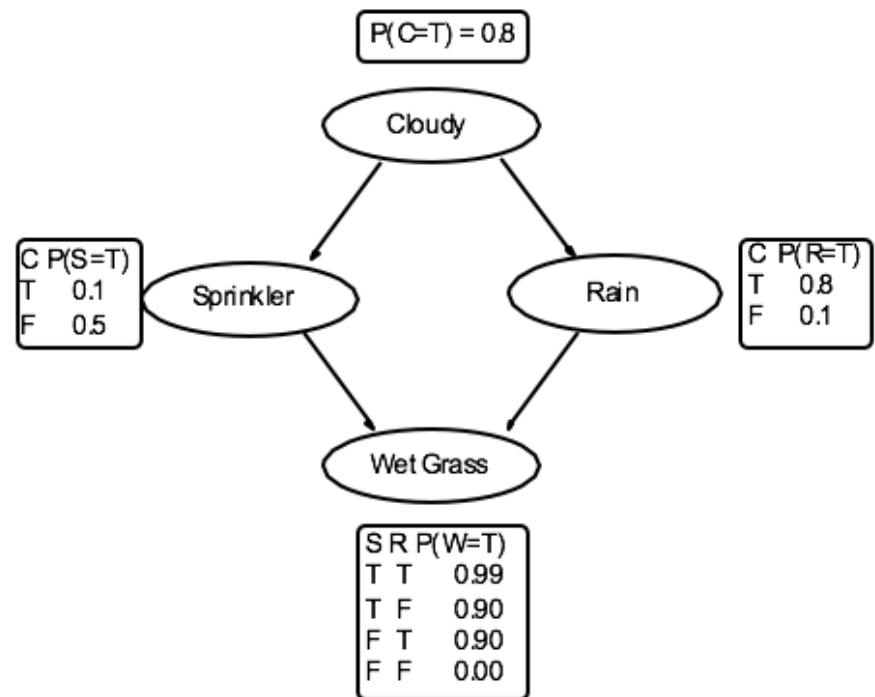 P(C=T) = 0.8
Cloudy
C P(S=T)
T 0.1
F 0.5
Sprinkler
Rain
C P(R=T)
T 0.8
F 0.1
Wet Grass
S R P(W=T)
T T 0.99
T F 0.90
F T 0.90
F F 0.00